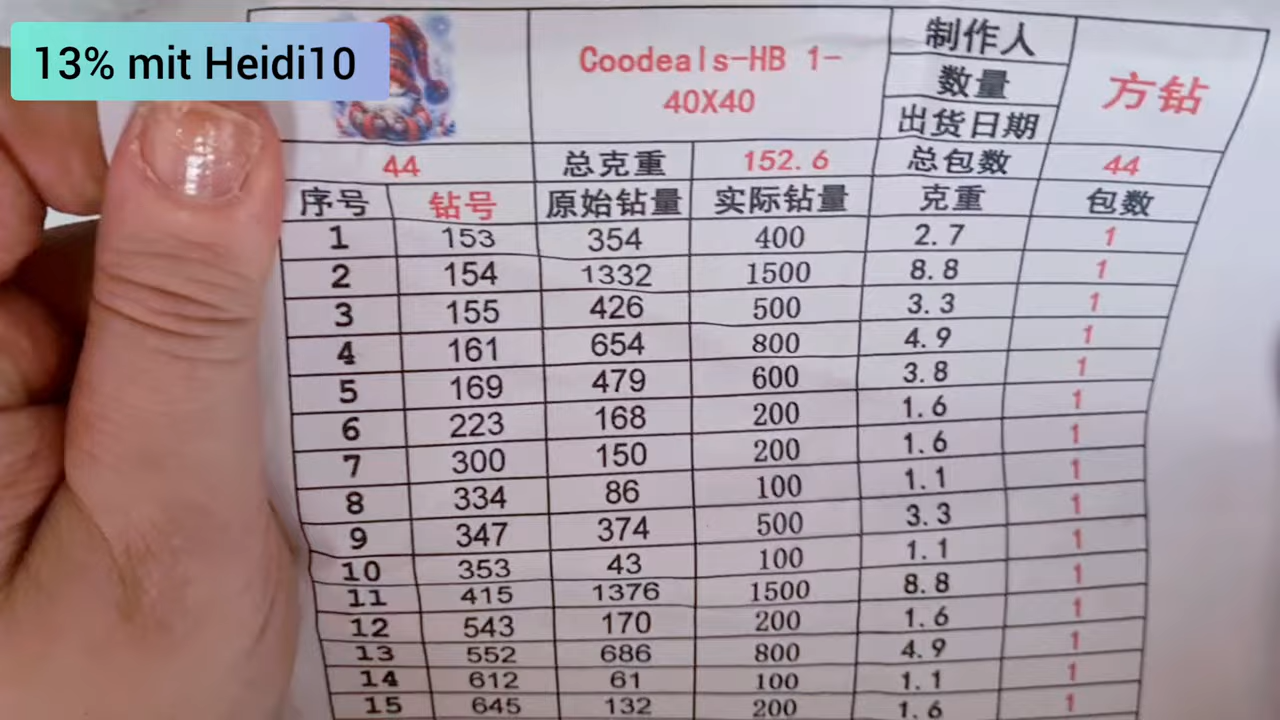 13% mit Heidi10
Coodeals-HB 1-
40X40
制作人
数量
出货日期
方钻
44 总克重 152.6 总包数 44
序号 钻号 原始钻量 实际钻量 克重 包数
1 153 354 400 2.7 1
2 154 1332 1500 8.8 1
3 155 426 500 3.3 1
4 161 654 800 4.9 1
5 169 479 600 3.8 1
6 223 168 200 1.6 1
7 300 150 200 1.6 1
8 334 86 100 1.1 1
9 347 374 500 3.3 1
10 353 43 100 1.1 1
11 415 1376 1500 8.8 1
12 543 170 200 1.6 1
13 552 686 800 4.9 1
14 612 61 100 1.1 1
15 645 132 200 1.6 1